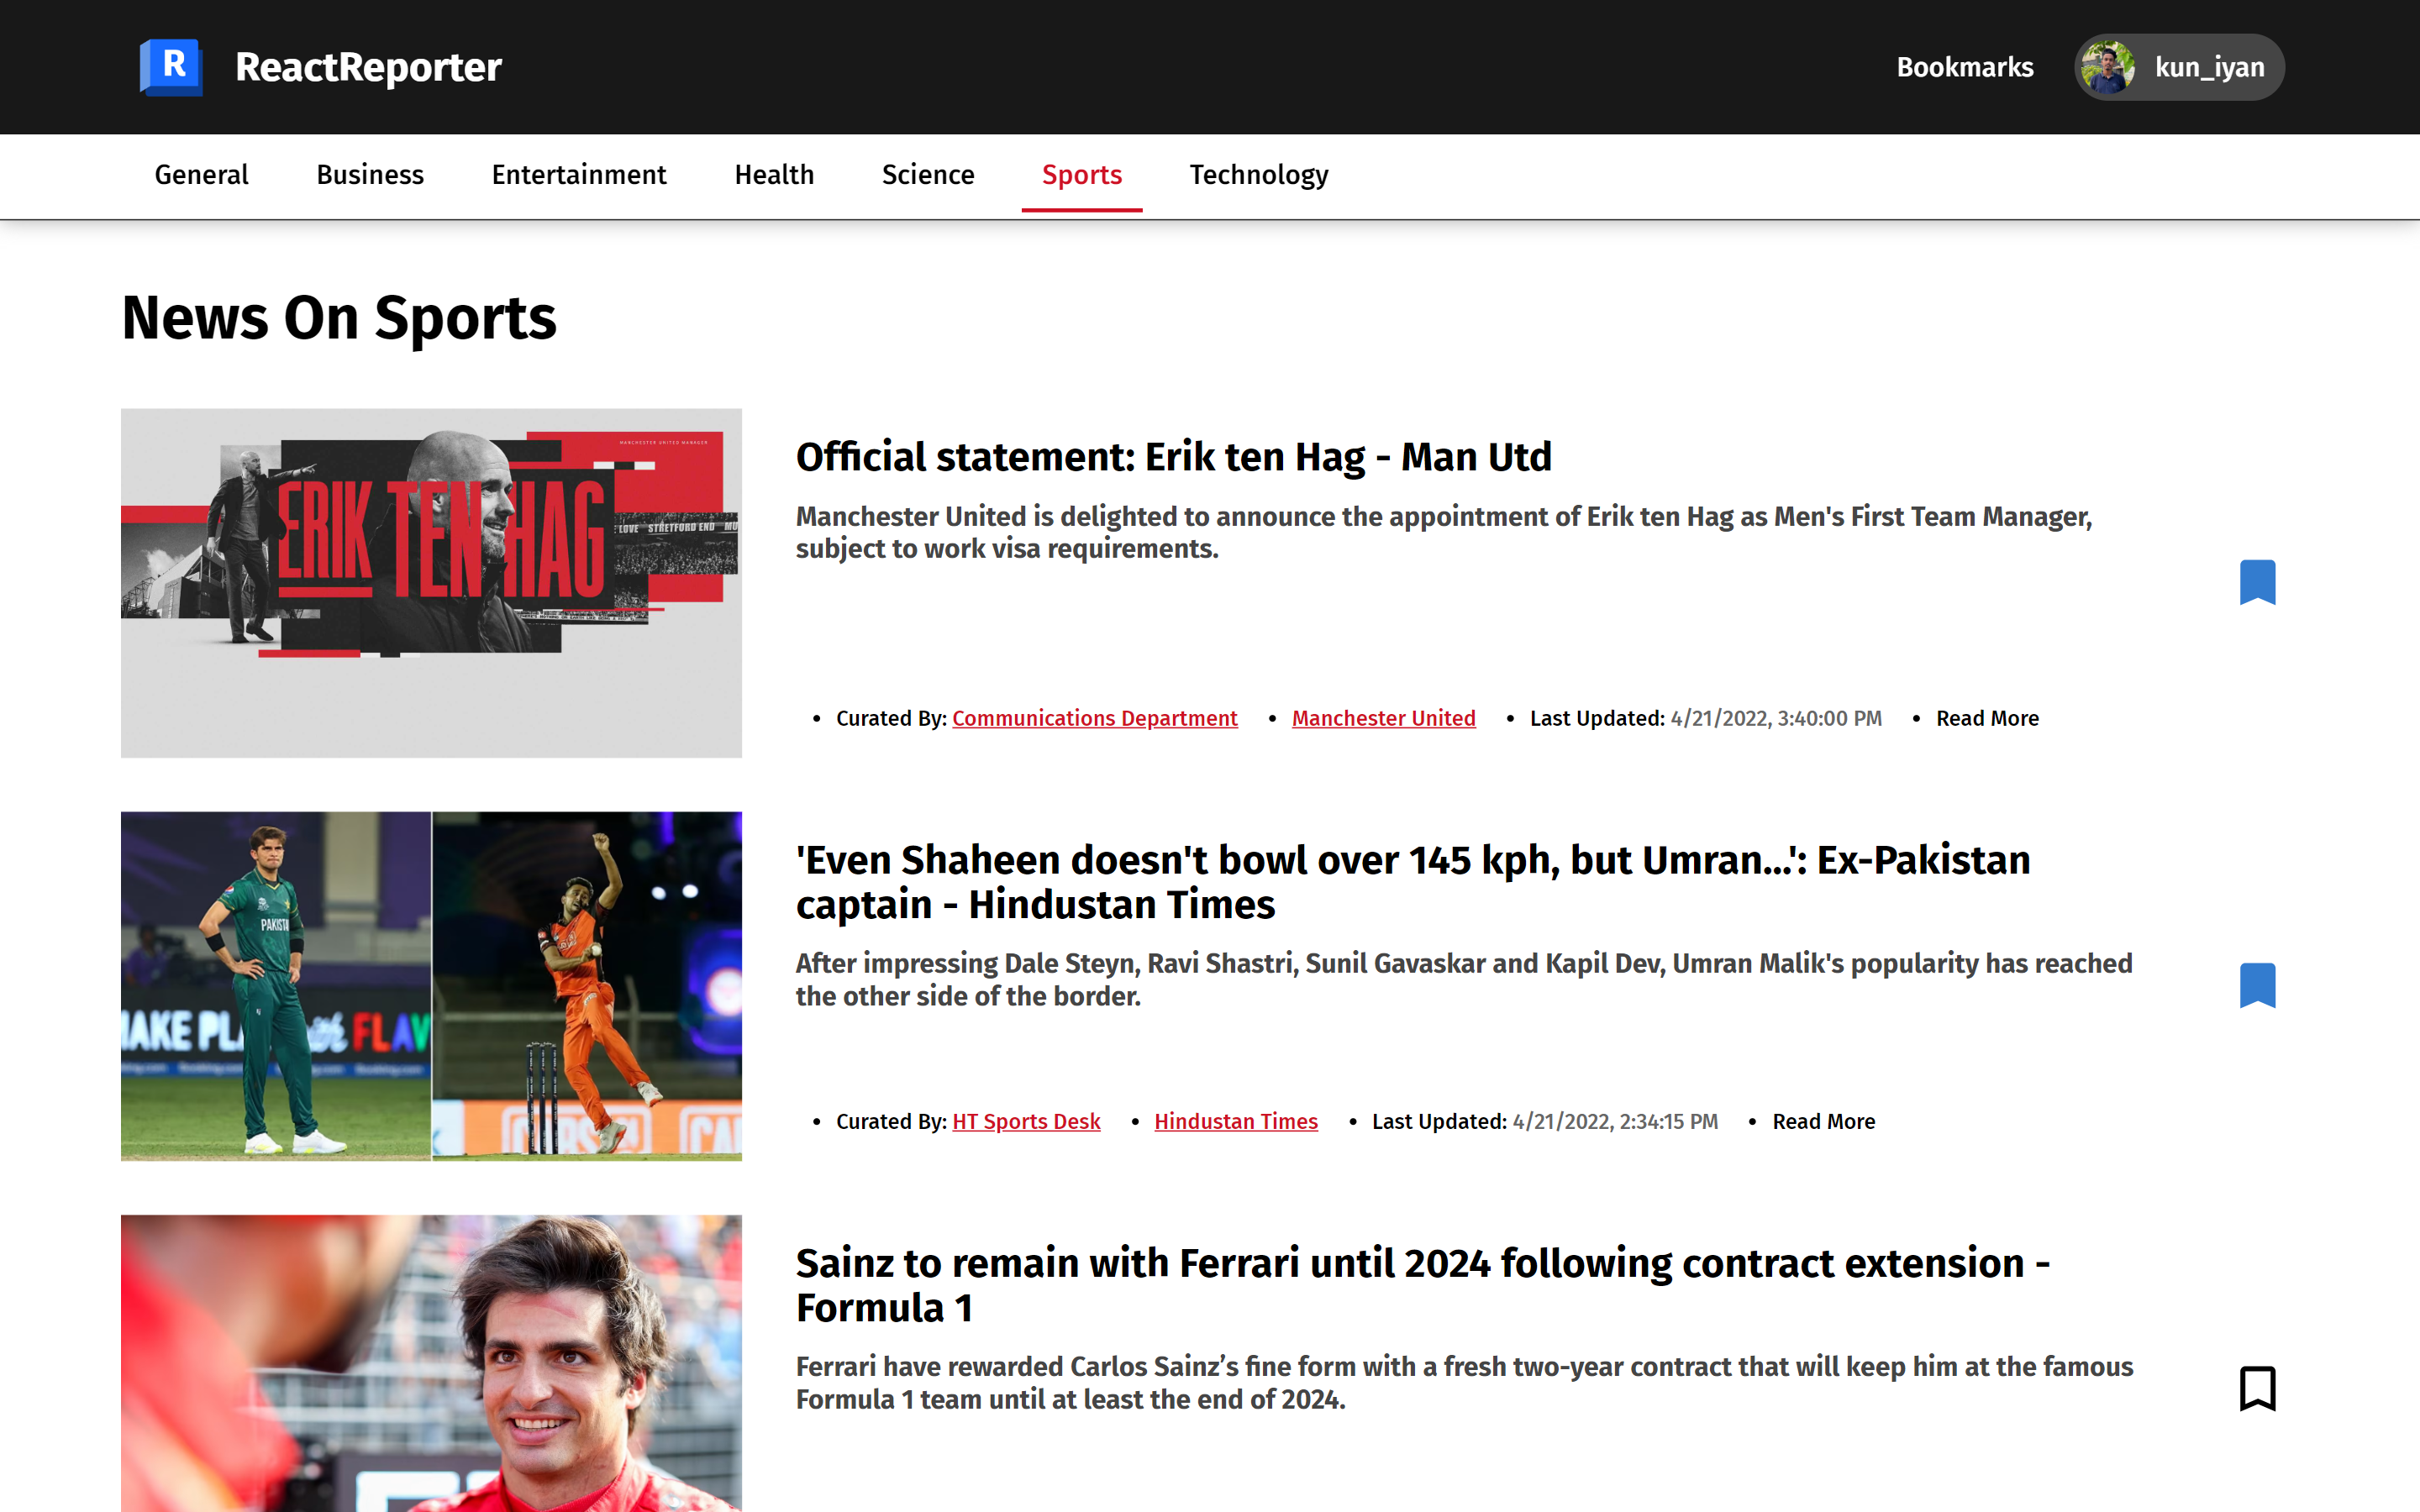 R ReactReporter
Bookmarks kun_iyan
General Business Entertainment Health Science Sports Technology
News On Sports
MANCHESTER UNITED MANAGER
ERIK TEN HAG
LOVE STRETFORD END MU
Official statement: Erik ten Hag - Man Utd
Manchester United is delighted to announce the appointment of Erik ten Hag as Men's First Team Manager,
subject to work visa requirements.
• Curated By: Communications Department • Manchester United • Last Updated: 4/21/2022, 3:40:00 PM • Read More
PAKISTA
AKE PL with FLAV
'Even Shaheen doesn't bowl over 145 kph, but Umran...': Ex-Pakistan
captain - Hindustan Times
After impressing Dale Steyn, Ravi Shastri, Sunil Gavaskar and Kapil Dev, Umran Malik's popularity has reached
the other side of the border.
• Curated By: HT Sports Desk • Hindustan Times • Last Updated: 4/21/2022, 2:34:15 PM • Read More
Sainz to remain with Ferrari until 2024 following contract extension -
Formula 1
Ferrari have rewarded Carlos Sainz’s fine form with a fresh two-year contract that will keep him at the famous
Formula 1 team until at least the end of 2024.